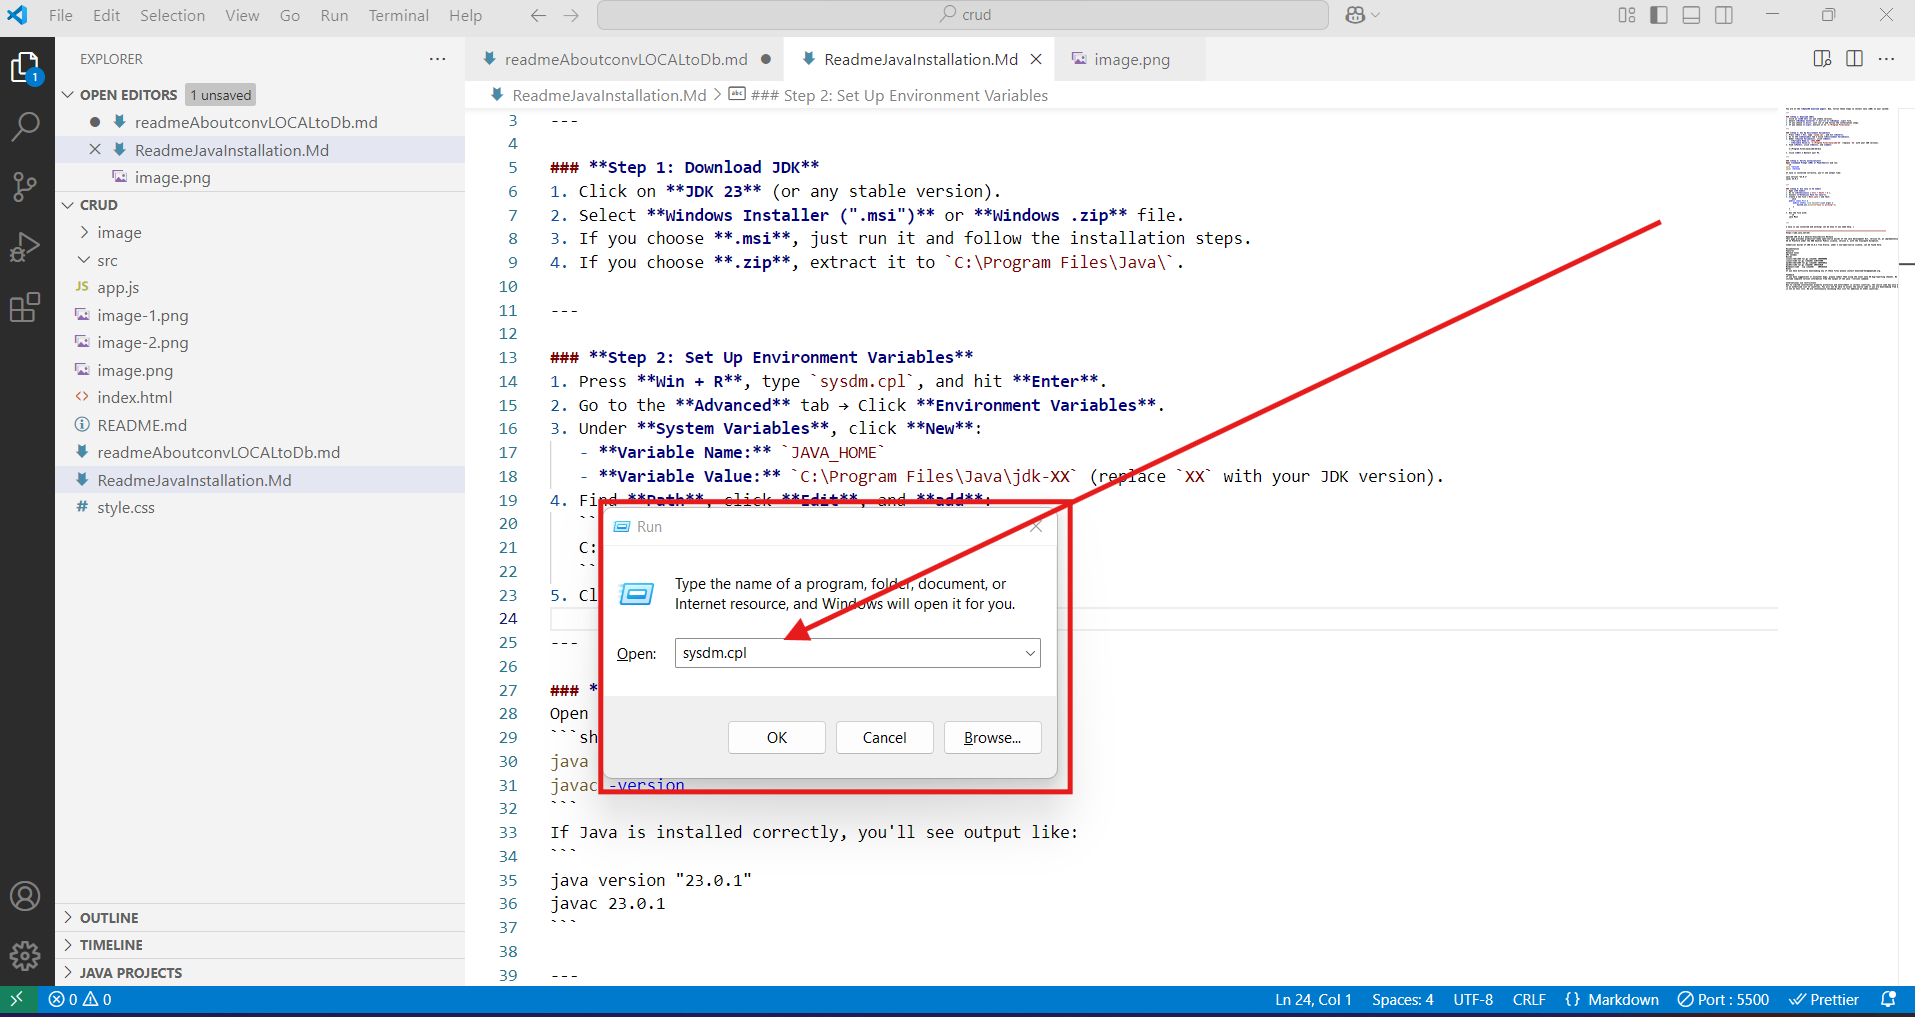 File Edit Selection View Go Run Terminal Help
crud
EXPLORER
OPEN EDITORS 1 unsaved
readmeAboutconvLOCALtoDb.md
ReadmeJavaInstallation.Md
image.png
CRUD
image
src
JS app.js
image-1.png
image-2.png
image.png
<> index.html
README.md
readmeAboutconvLOCALtoDb.md
ReadmeJavaInstallation.Md
# style.css
OUTLINE
TIMELINE
JAVA PROJECTS
1
readmeAboutconvLOCALtoDb.md ReadmeJavaInstallation.Md image.png
ReadmeJavaInstallation.Md > abc ### Step 2: Set Up Environment Variables
3 ---
4
5 ### **Step 1: Download JDK**
6 1. Click on **JDK 23** (or any stable version).
7 2. Select **Windows Installer (".msi")** or **Windows .zip** file.
8 3. If you choose **.msi**, just run it and follow the installation steps.
9 4. If you choose **.zip**, extract it to `C:\Program Files\Java\`.
10
11 ---
12
13 ### **Step 2: Set Up Environment Variables**
14 1. Press **Win + R**, type `sysdm.cpl`, and hit **Enter**.
15 2. Go to the **Advanced** tab → Click **Environment Variables**.
16 3. Under **System Variables**, click **New**:
17 - **Variable Name:** `JAVA_HOME`
18 - **Variable Value:** `C:\Program Files\Java\jdk-XX` (replace `XX` with your JDK version).
19 4. Find **Path**, click **Edit**, and **add**:
20 ``
21 C:
22 ``
23 5. Cl
24
25 ---
26
27 ### *
28 Open
29 ```sh
30 java
31 javac -version
32 ```
33 If Java is installed correctly, you'll see output like:
34 ```
35 java version "23.0.1"
36 javac 23.0.1
37 ```
38
39 ---
Run
Type the name of a program, folder, document, or
Internet resource, and Windows will open it for you.
Open: sysdm.cpl
OK Cancel Browse...
0 0 Ln 24, Col 1 Spaces: 4 UTF-8 CRLF {} Markdown Port : 5500 Prettier